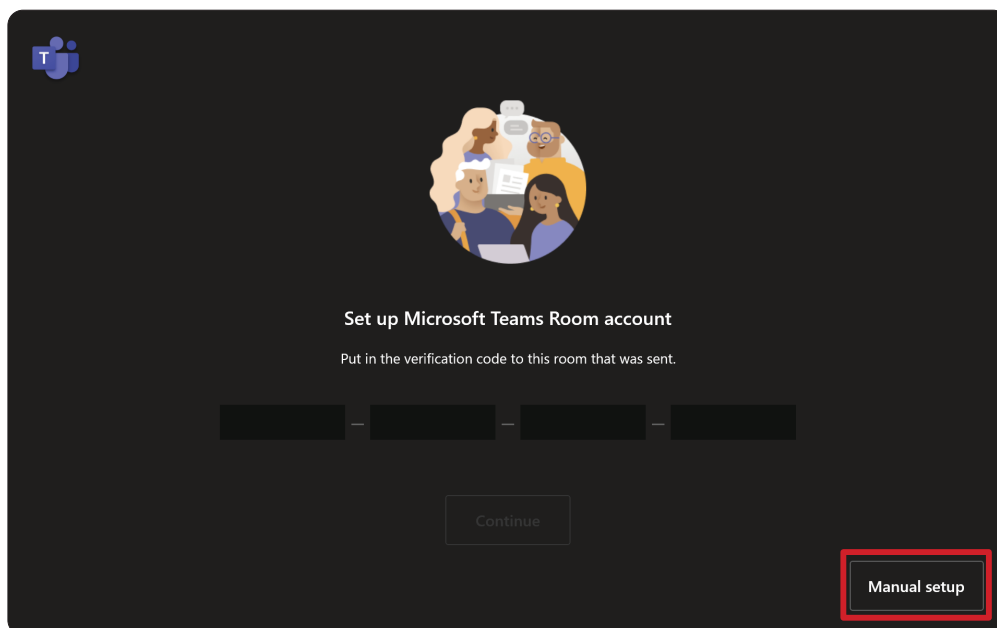 T
Set up Microsoft Teams Room account
Put in the verification code to this room that was sent.
– – –
Continue
Manual setup